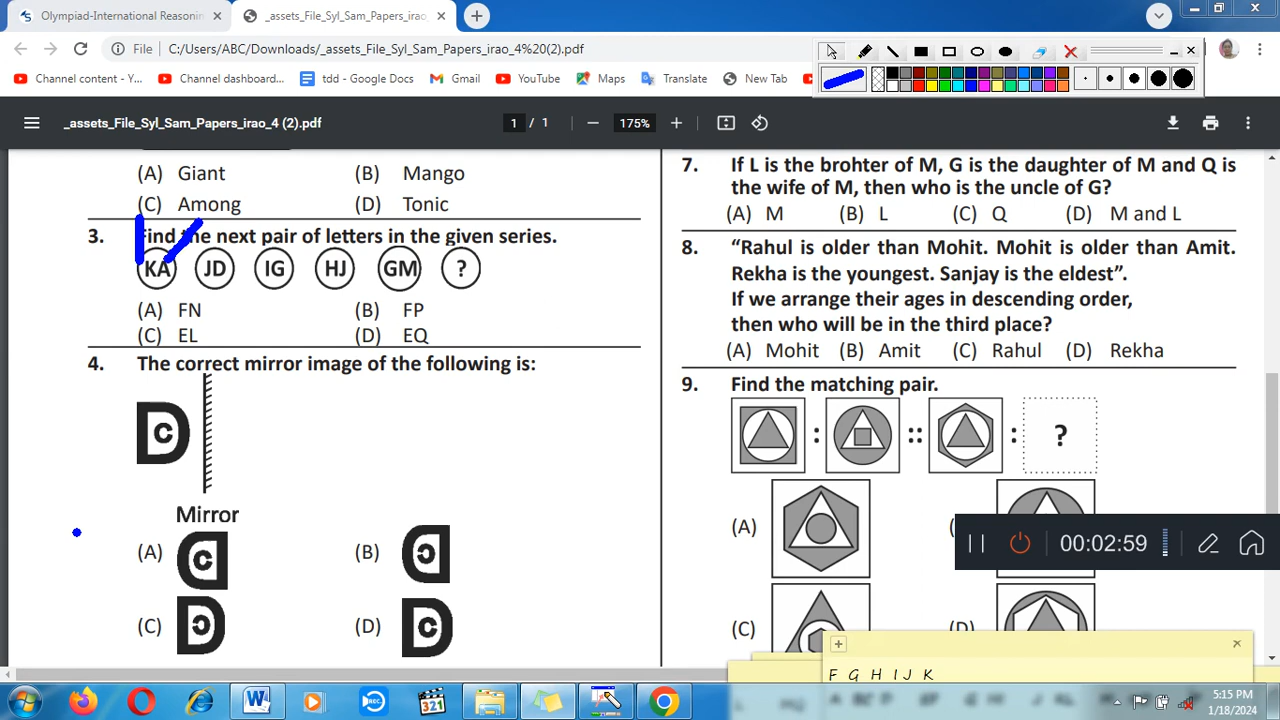 Olympiad-International Reasoning
_assets_File_Syl_Sam_Papers_irao_
File C:/Users/ABC/Downloads/_assets_File_Syl_Sam_Papers_irao_4%20(2).pdf
Channel content - Y...
Channel dashboard...
Blog - Google Docs
Gmail
YouTube
Maps
Translate
New Tab
_assets_File_Syl_Sam_Papers_irao_4 (2).pdf
1 / 1
175%
(A) Giant (B) Mango
(C) Among (D) Tonic
3. Find the next pair of letters in the given series.
KA JD IG HJ GM ?
(A) FN (B) FP
(C) EL (D) EQ
4. The correct mirror image of the following is:
DC
Mirror
(A) (B)
(C) (D)
7. If L is the brohter of M, G is the daughter of M and Q is
the wife of M, then who is the uncle of G?
(A) M (B) L (C) Q (D) M and L
8. “Rahul is older than Mohit. Mohit is older than Amit.
Rekha is the youngest. Sanjay is the eldest”.
If we arrange their ages in descending order,
then who will be in the third place?
(A) Mohit (B) Amit (C) Rahul (D) Rekha
9. Find the matching pair.
: :: : ?
(A)
(C) (D)
00:02:59
F G H I J K
5:15 PM
1/18/2024